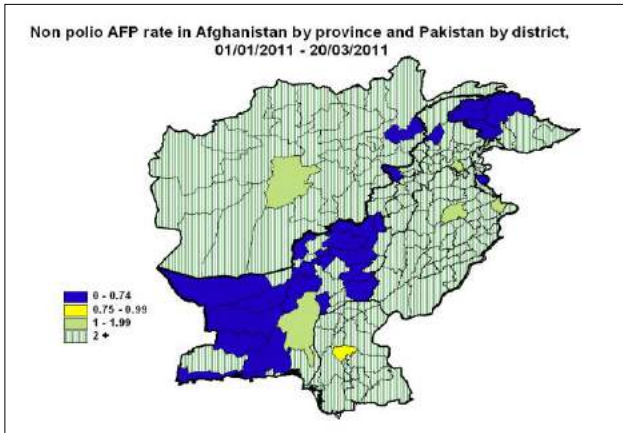 Non polio AFP rate in Afghanistan by province and Pakistan by district,
01/01/2011 - 20/03/2011
0 - 0.74
0.75 - 0.99
1 - 1.99
2 +